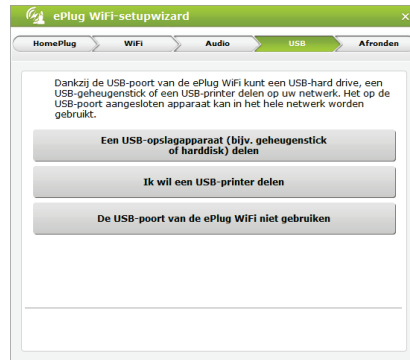 ePlug WiFi-setupwizard
HomePlug WiFi Audio USB Afronden
Dankzij de USB-poort van de ePlug WiFi kunt een USB-hard drive, een
USB-geheugenstick of een USB-printer delen op uw netwerk. Het op de
USB-poort aangesloten apparaat kan in het hele netwerk worden
gebruikt.
Een USB-opslagapparaat (bijv. geheugenstick
of harddisk) delen
Ik wil een USB-printer delen
De USB-poort van de ePlug WiFi niet gebruiken